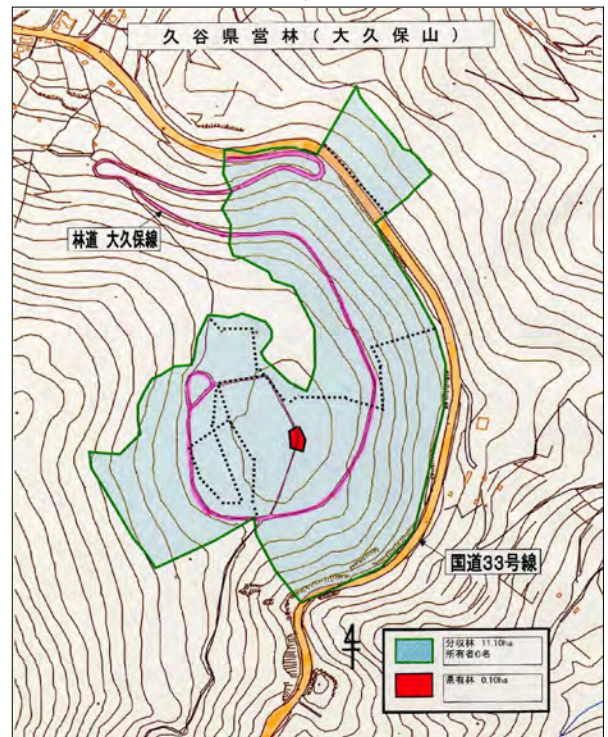 久谷県営林(大久保山)
林道 大久保線
国道33号線
分収林 11.10ha
所有者6名
県有林 0.10ha